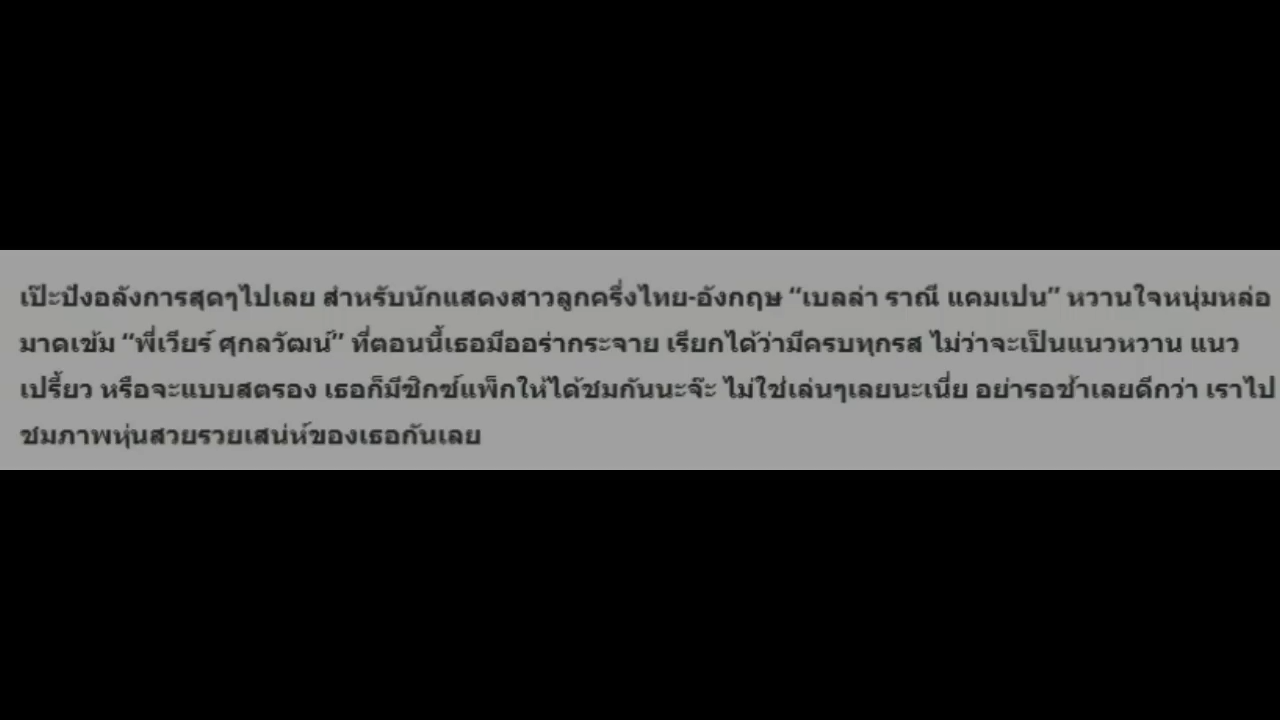 เป๊ะปังอลังการสุดๆไปเลย สำหรับนักแสดงสาวลูกครึ่งไทย-อังกฤษ “เบลล่า ราณี แคมเปน” หวานใจหนุ่มหล่อ
มาดเข้ม “พี่เวียร์ ศุกลวัฒน์” ที่ตอนนี้เธอมีออร่ากระจาย เรียกได้ว่ามีครบทุกรส ไม่ว่าจะเป็นแนวหวาน แนว
เปรี้ยว หรือจะแบบสตรอง เธอก็มีซิกซ์แพ็กให้ได้ชมกันนะจ๊ะ ไม่ใช่เล่นๆเลยนะเนี่ย อย่ารอช้าเลยดีกว่า เราไป
ชมภาพหุ่นสวยรวยเสน่ห์ของเธอกันเลย